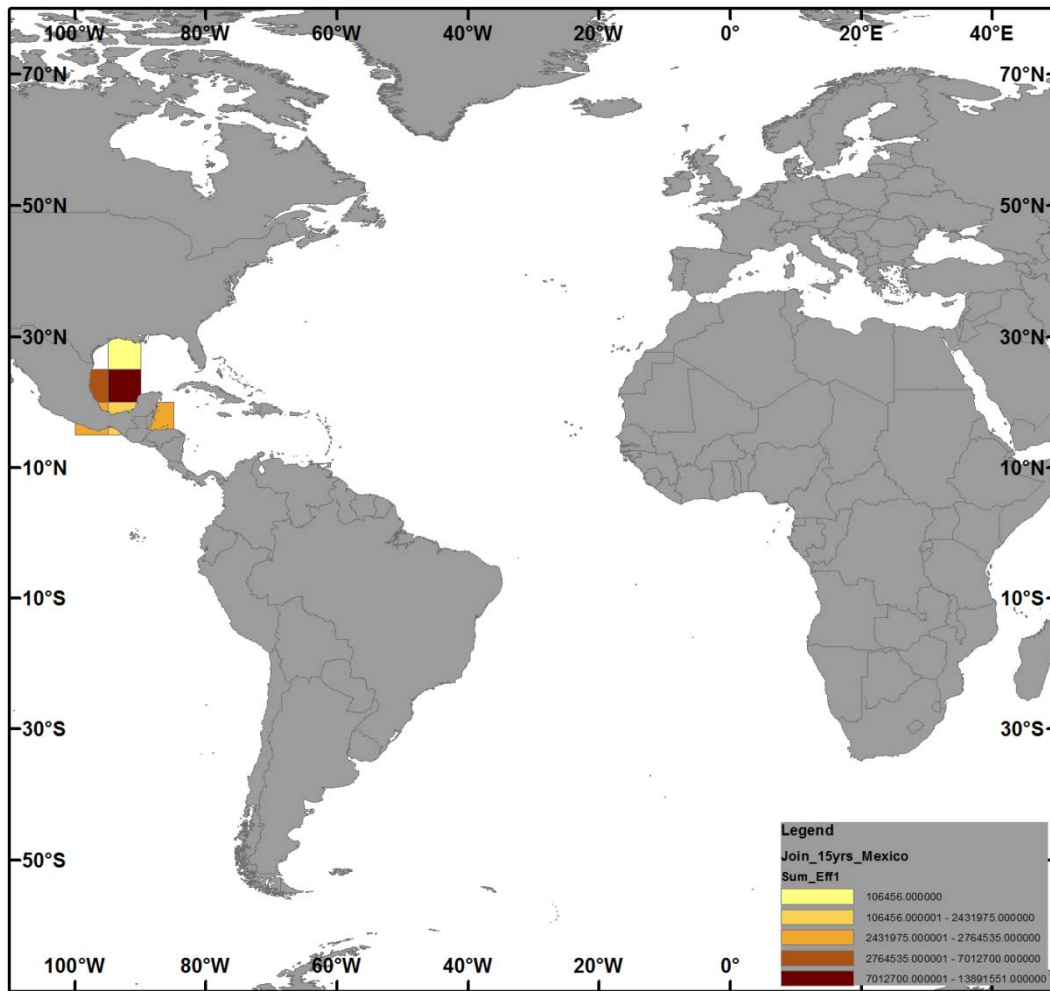 100°W 80°W 60°W 40°W 20°W 0° 20°E 40°E
70°N 70°N
50°N 50°N
30°N 30°N
10°N 10°N
10°S 10°S
30°S 30°S
50°S
Legend
Join_15yrs_Mexico
Sum_Eff1
106456.000000
106456.000001 - 2431975.000000
2431975.000001 - 2764535.000000
2764535.000001 - 7012700.000000
7012700.000001 - 13891551.000000
100°W 80°W 60°W 40°W 20°W 0° 20°E 40°E